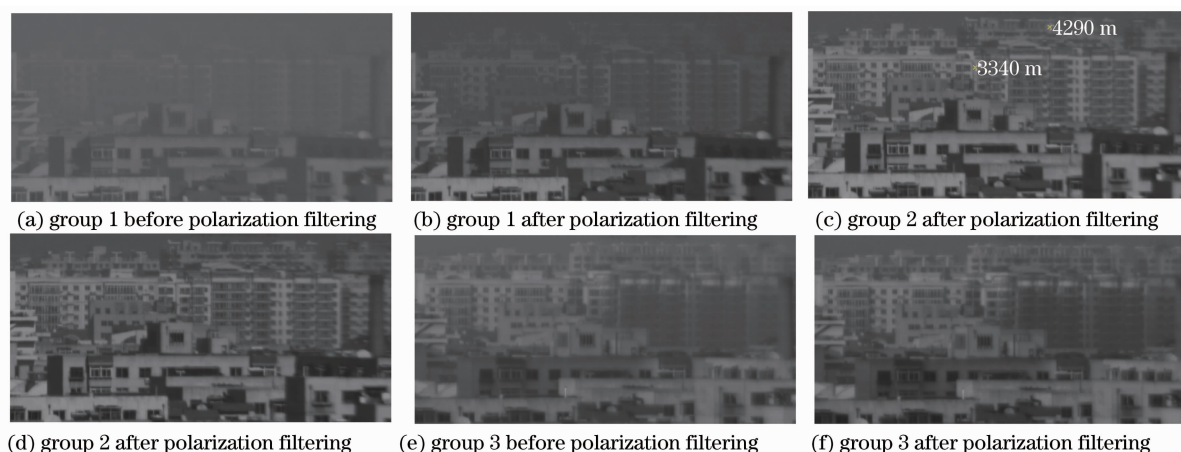 4290 m
3340 m
(a) group 1 before polarization filtering
(b) group 1 after polarization filtering
(c) group 2 after polarization filtering
(d) group 2 after polarization filtering
(e) group 3 before polarization filtering
(f) group 3 after polarization filtering